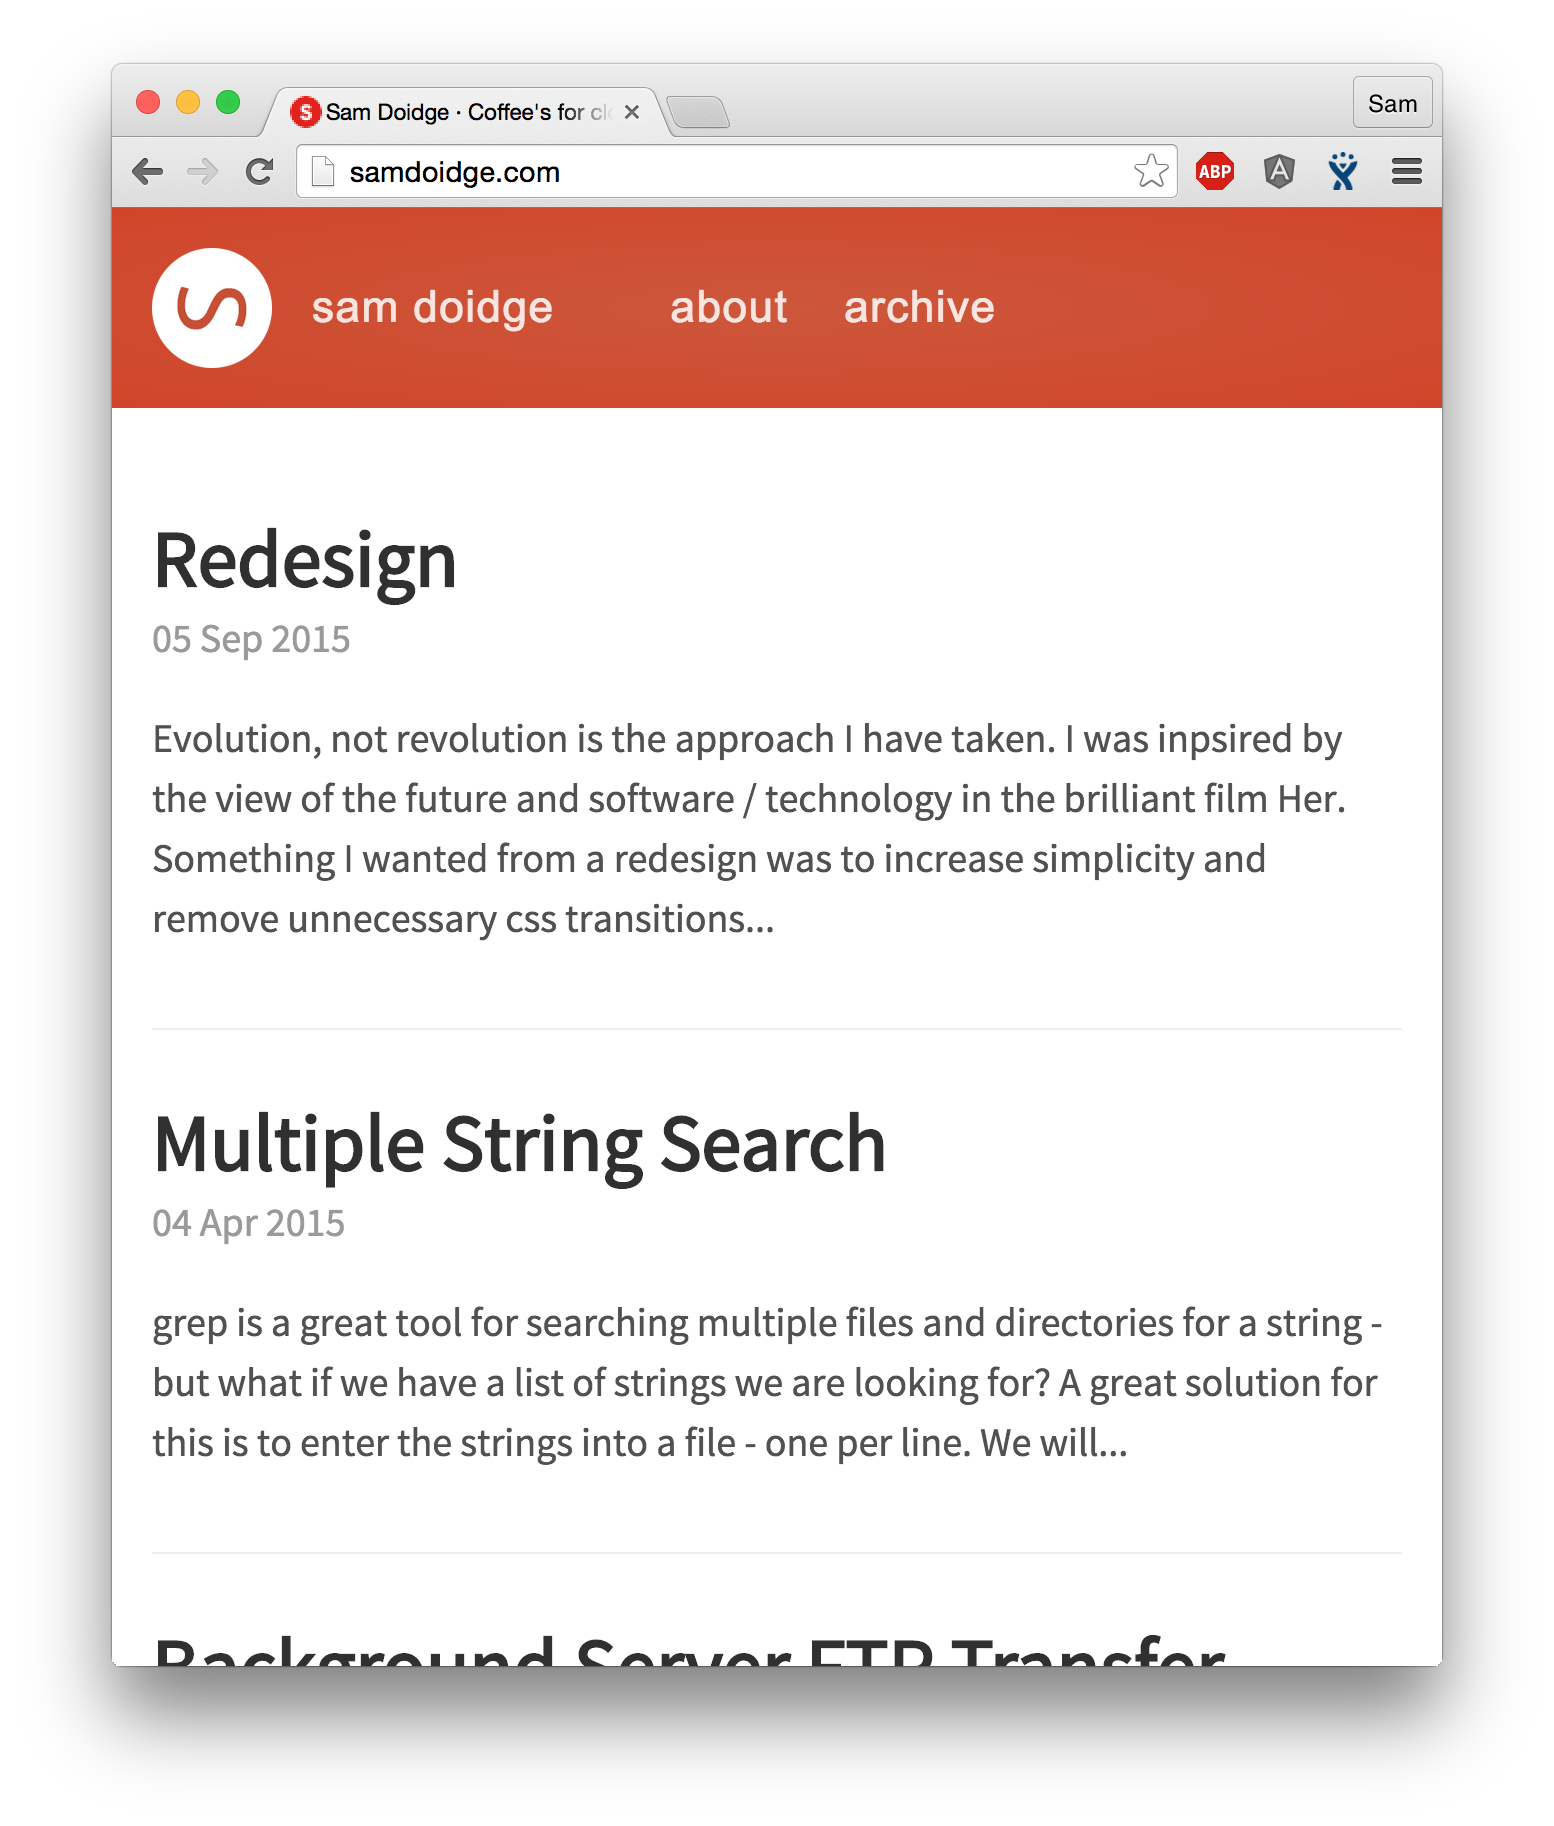 Sam Doidge · Coffee's for cl
Sam
samdoidge.com
ABP
sam doidge about archive
Redesign
05 Sep 2015
Evolution, not revolution is the approach I have taken. I was inpsired by
the view of the future and software / technology in the brilliant film Her.
Something I wanted from a redesign was to increase simplicity and
remove unnecessary css transitions...
Multiple String Search
04 Apr 2015
grep is a great tool for searching multiple files and directories for a string -
but what if we have a list of strings we are looking for? A great solution for
this is to enter the strings into a file - one per line. We will...
Background Server FTP Transfer